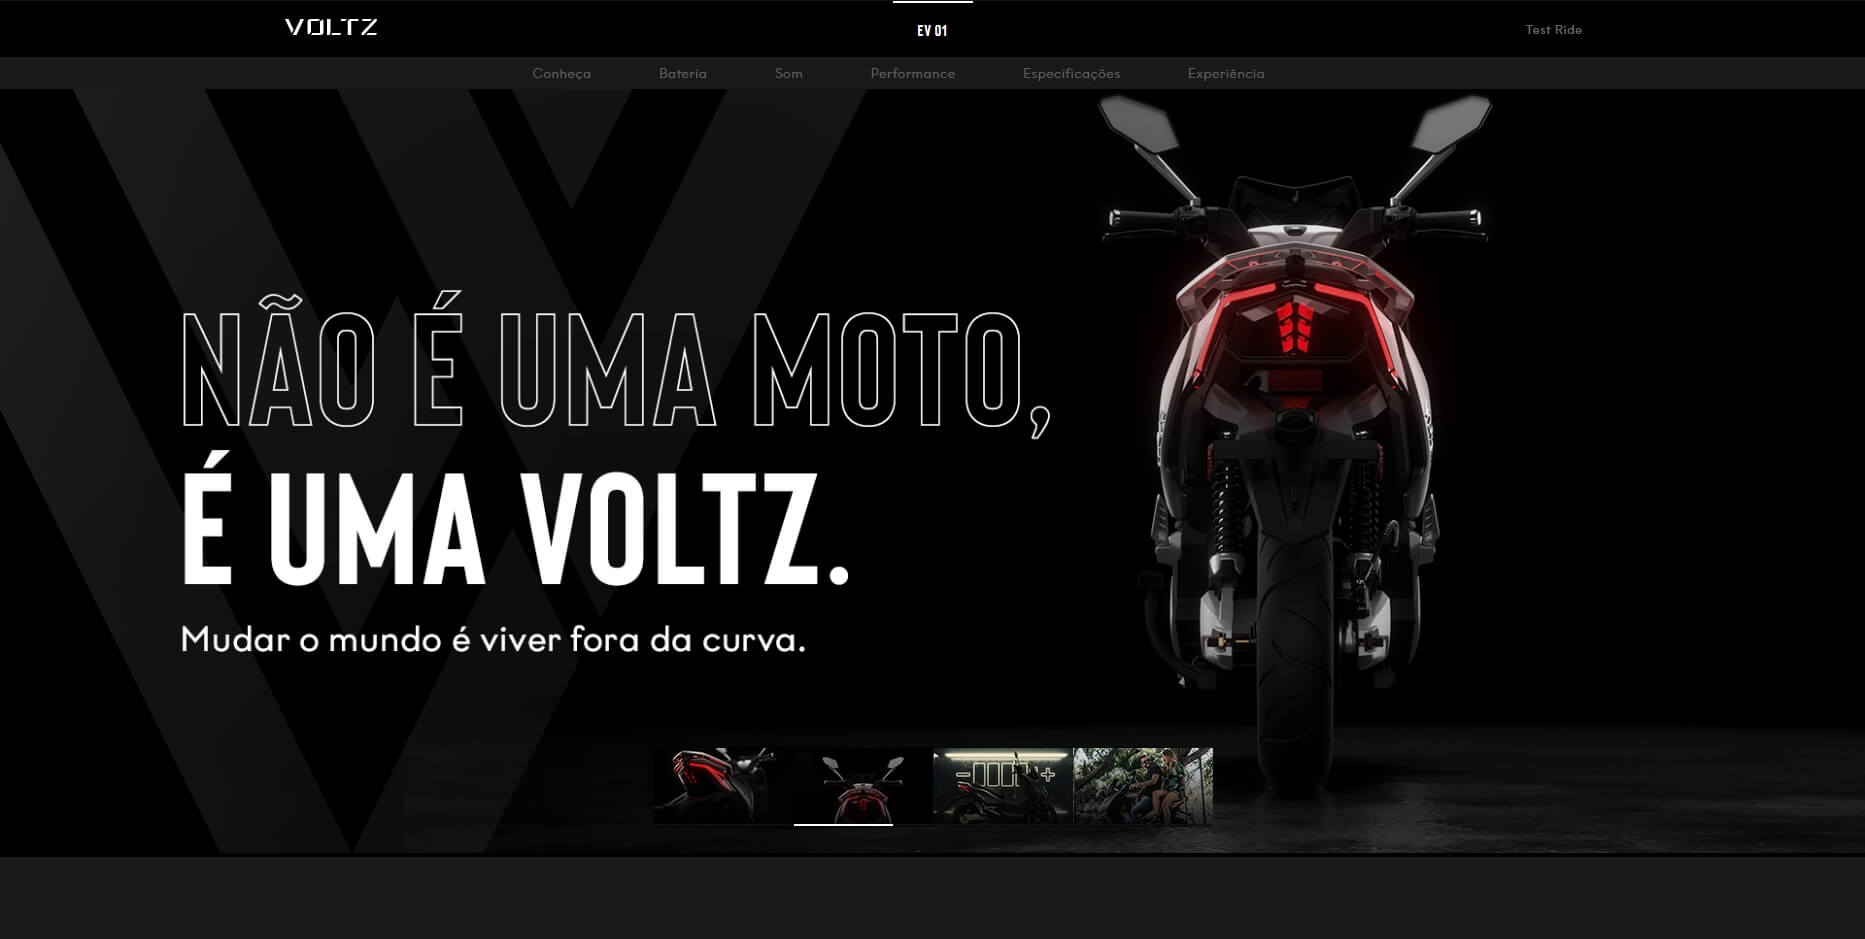 VOLTZ
EV 01
Test Ride
Conheça
Bateria
Som
Performance
Especificações
Experiência
NÃO É UMA MOTO,
É UMA VOLTZ.
Mudar o mundo é viver fora da curva.